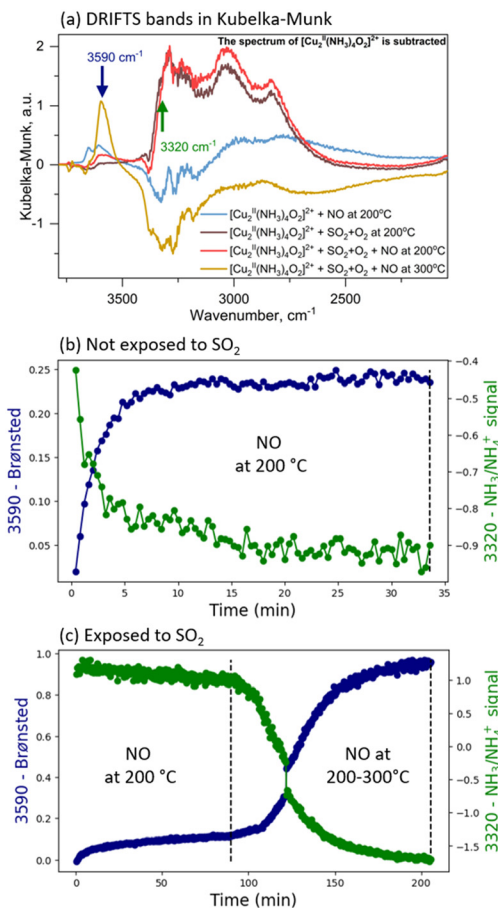 (a) DRIFTS bands in Kubelka-Munk
The spectrum of [Cu₂ᴵᴵ(NH₃)₄O₂]²⁺ is subtracted
3590 cm⁻¹
3320 cm⁻¹
Kubelka-Munk, a.u.
2
1
0
-1
[Cu₂ᴵᴵ(NH₃)₄O₂]²⁺ + NO at 200°C
[Cu₂ᴵᴵ(NH₃)₄O₂]²⁺ + SO₂+O₂ at 200°C
[Cu₂ᴵᴵ(NH₃)₄O₂]²⁺ + SO₂+O₂ + NO at 200°C
[Cu₂ᴵᴵ(NH₃)₄O₂]²⁺ + SO₂+O₂ + NO at 300°C
3500 3000 2500
Wavenumber, cm⁻¹
(b) Not exposed to SO₂
3590 - Brønsted
0.25
0.20
0.15
0.10
0.05
NO
at 200 °C
−0.4
−0.5
−0.6
−0.7
−0.8
−0.9
3320 - NH₃/NH₄⁺ signal
0 5 10 15 20 25 30 35
Time (min)
(c) Exposed to SO₂
3590 - Brønsted
1.0
0.8
0.6
0.4
0.2
0.0
NO
at 200 °C
NO at
200-300°C
1.0
0.5
0.0
−0.5
−1.0
−1.5
3320 - NH₃/NH₄⁺ signal
0 50 100 150 200
Time (min)